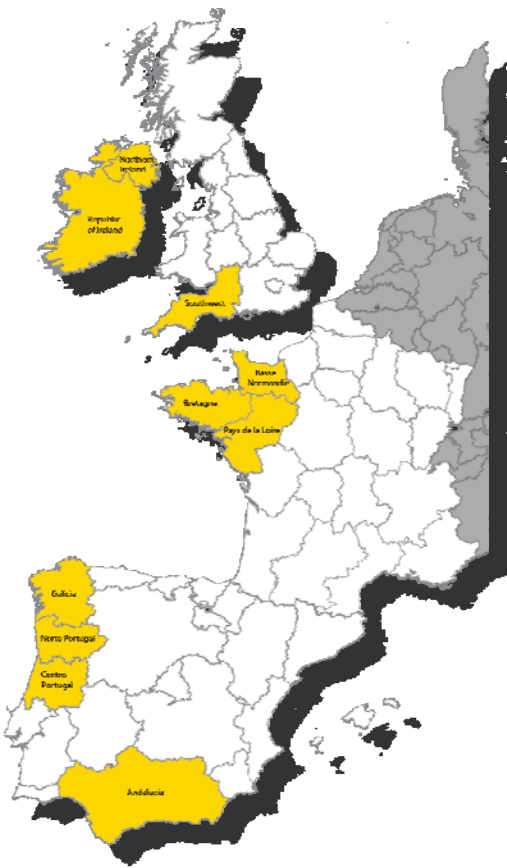 Northern
Ireland
Republic
of Ireland
Southwest
Basse
Normandie
Bretagne
Pays de la Loire
Galicia
Norte Portugal
Centro
Portugal
Andalucia